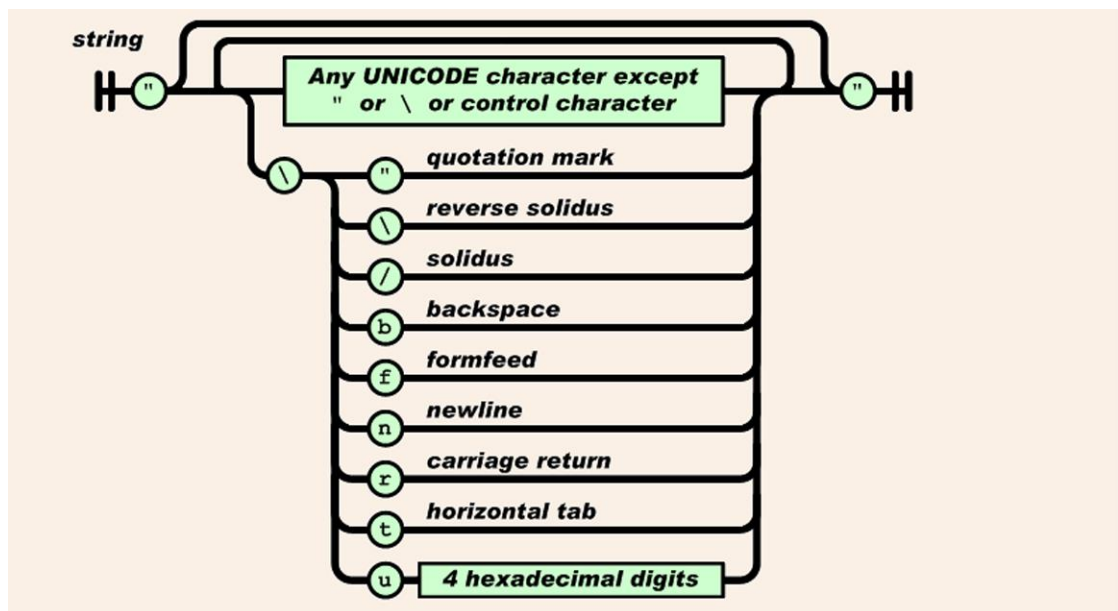 string
" Any UNICODE character except "
" or \ or control character
quotation mark
\ "
reverse solidus
\
solidus
/
backspace
b
formfeed
f
newline
n
carriage return
r
horizontal tab
t
u 4 hexadecimal digits